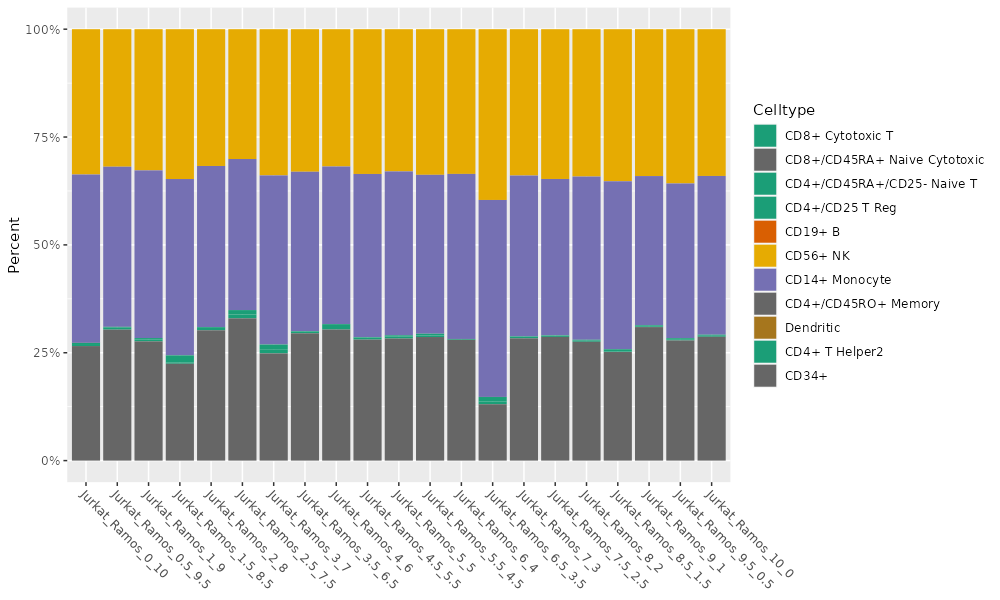 100%
75%
50%
25%
0%
Percent
Jurkat_Ramos_0_10
Jurkat_Ramos_0.5_9.5
Jurkat_Ramos_1_9
Jurkat_Ramos_1.5_8.5
Jurkat_Ramos_2_8
Jurkat_Ramos_2.5_7.5
Jurkat_Ramos_3_7
Jurkat_Ramos_3.5_6.5
Jurkat_Ramos_4_6
Jurkat_Ramos_4.5_5.5
Jurkat_Ramos_5_5
Jurkat_Ramos_5.5_4.5
Jurkat_Ramos_6_4
Jurkat_Ramos_6.5_3.5
Jurkat_Ramos_7_3
Jurkat_Ramos_7.5_2.5
Jurkat_Ramos_8_2
Jurkat_Ramos_8.5_1.5
Jurkat_Ramos_9_1
Jurkat_Ramos_9.5_0.5
Jurkat_Ramos_10_0
Celltype
CD8+ Cytotoxic T
CD8+/CD45RA+ Naive Cytotoxic
CD4+/CD45RA+/CD25- Naive T
CD4+/CD25 T Reg
CD19+ B
CD56+ NK
CD14+ Monocyte
CD4+/CD45RO+ Memory
Dendritic
CD4+ T Helper2
CD34+